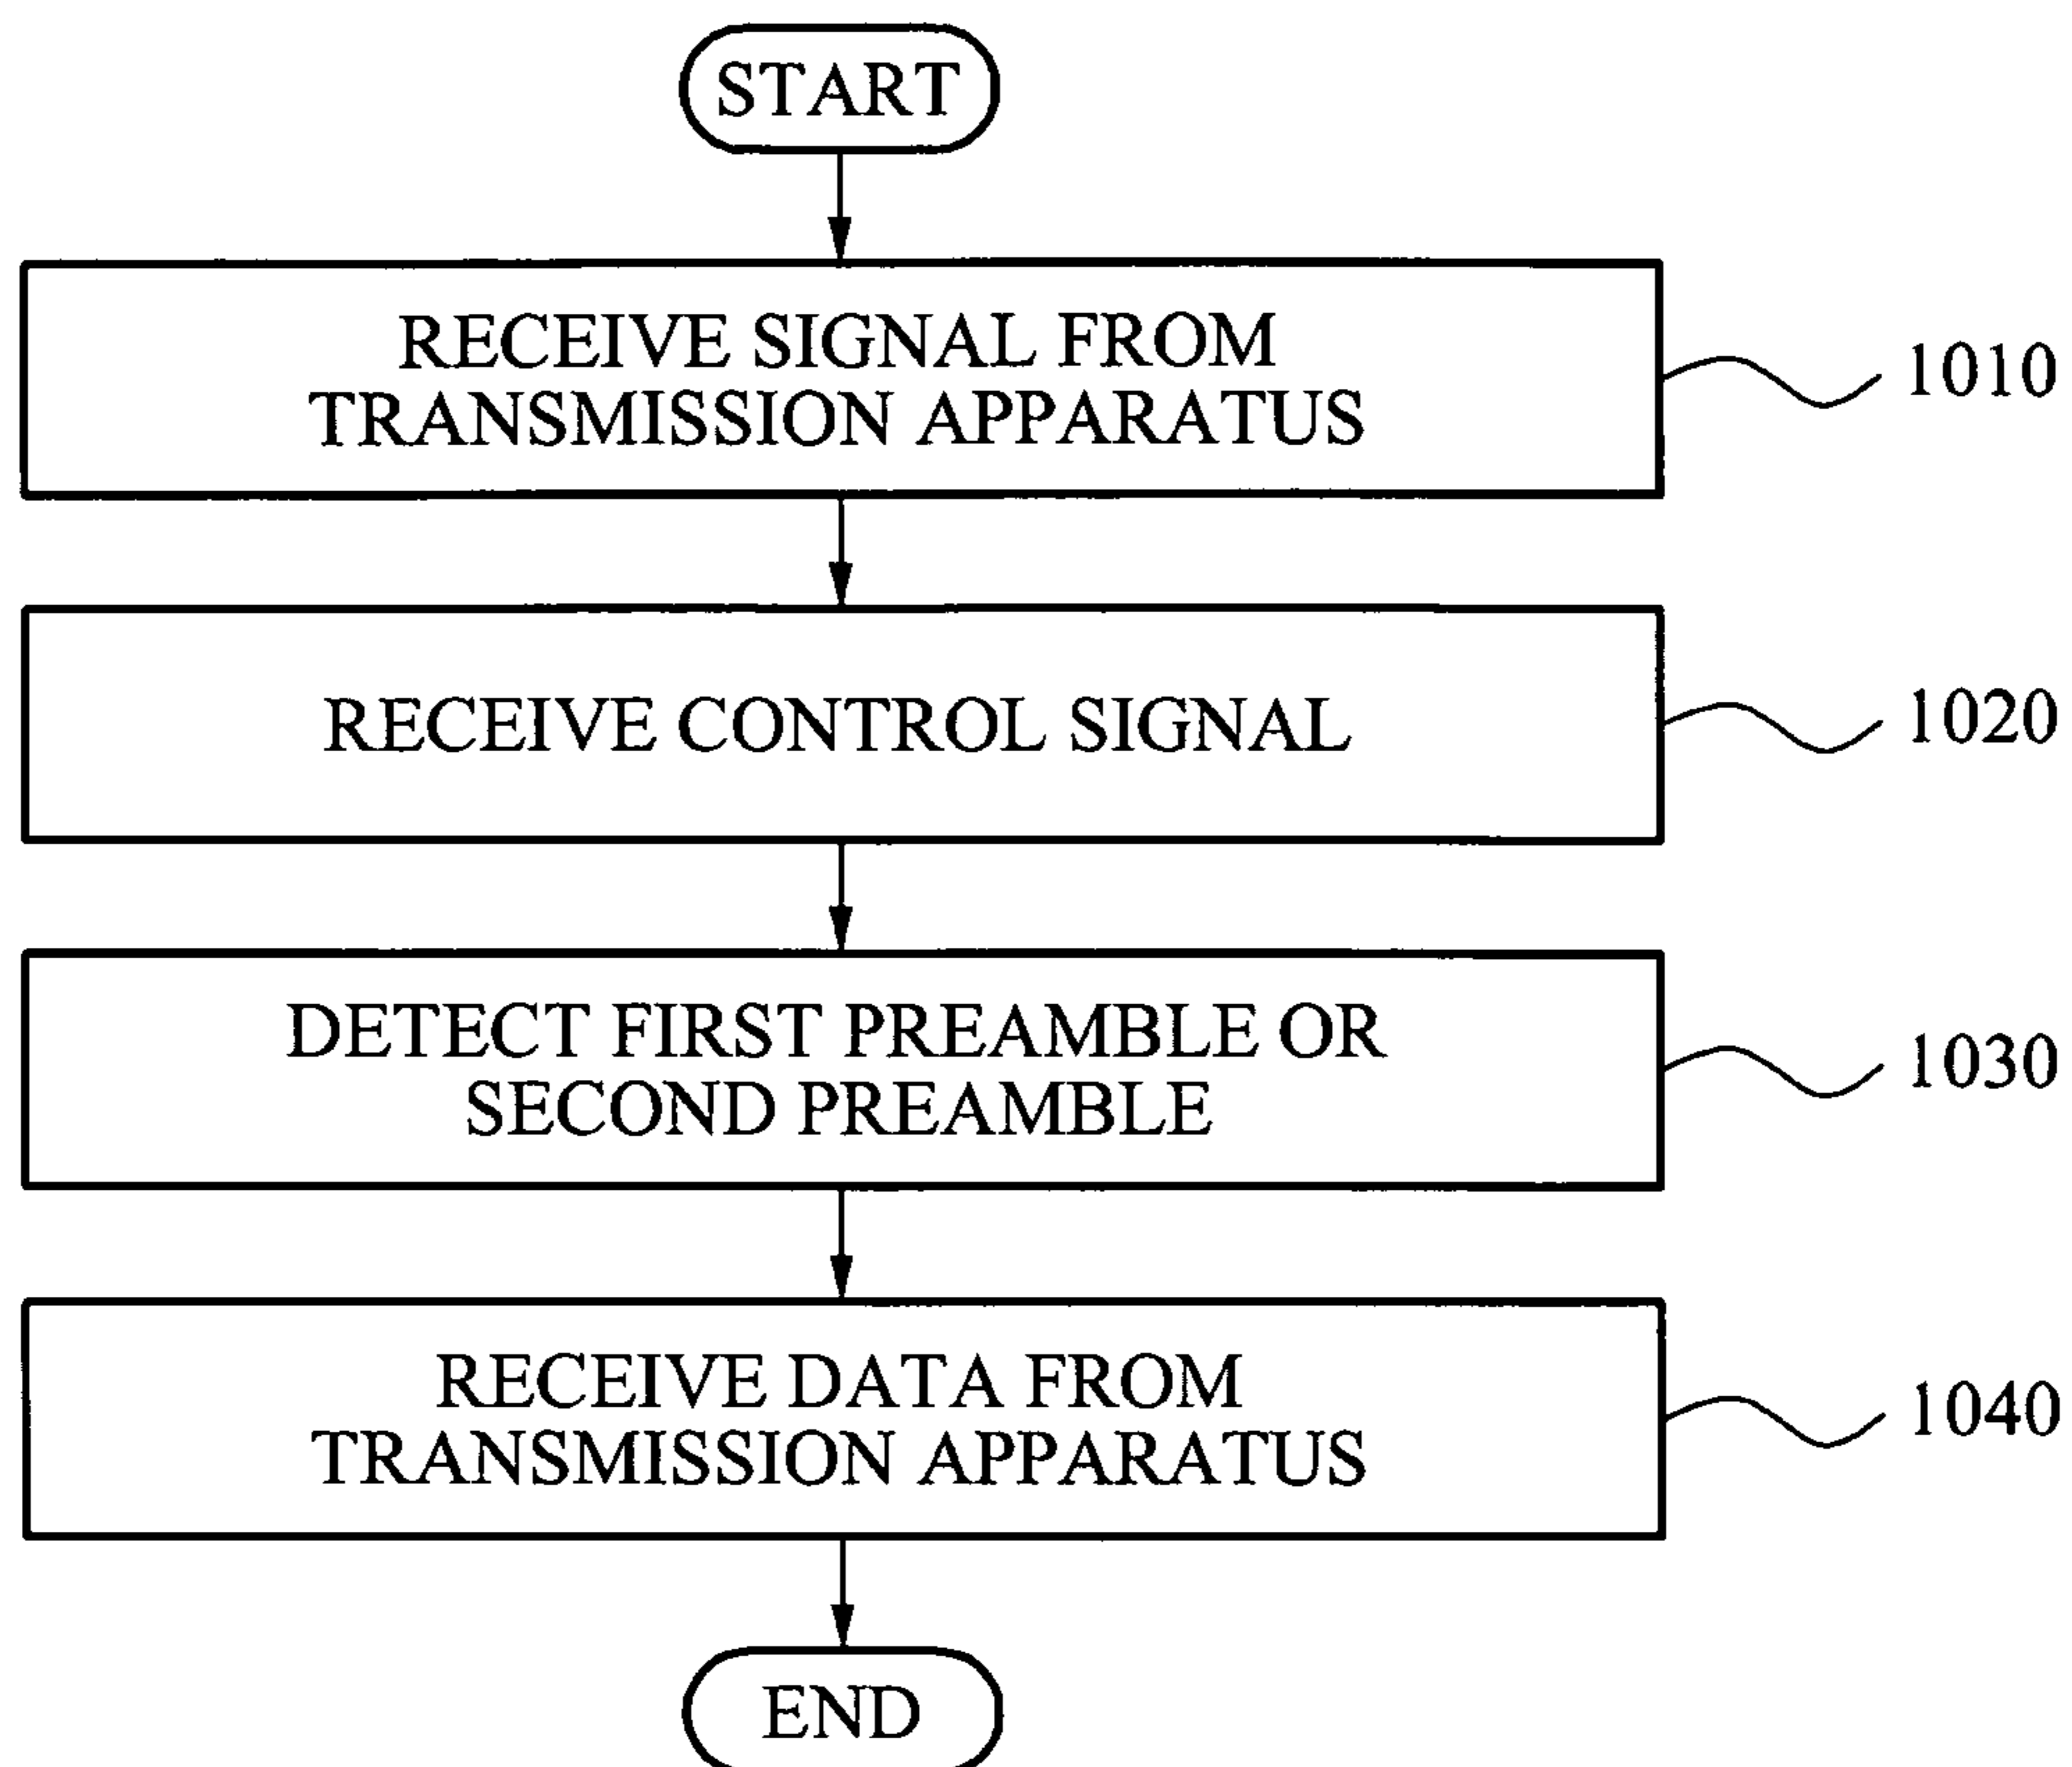 START
RECEIVE SIGNAL FROM
TRANSMISSION APPARATUS
1010
RECEIVE CONTROL SIGNAL
1020
DETECT FIRST PREAMBLE OR
SECOND PREAMBLE
1030
RECEIVE DATA FROM
TRANSMISSION APPARATUS
1040
END